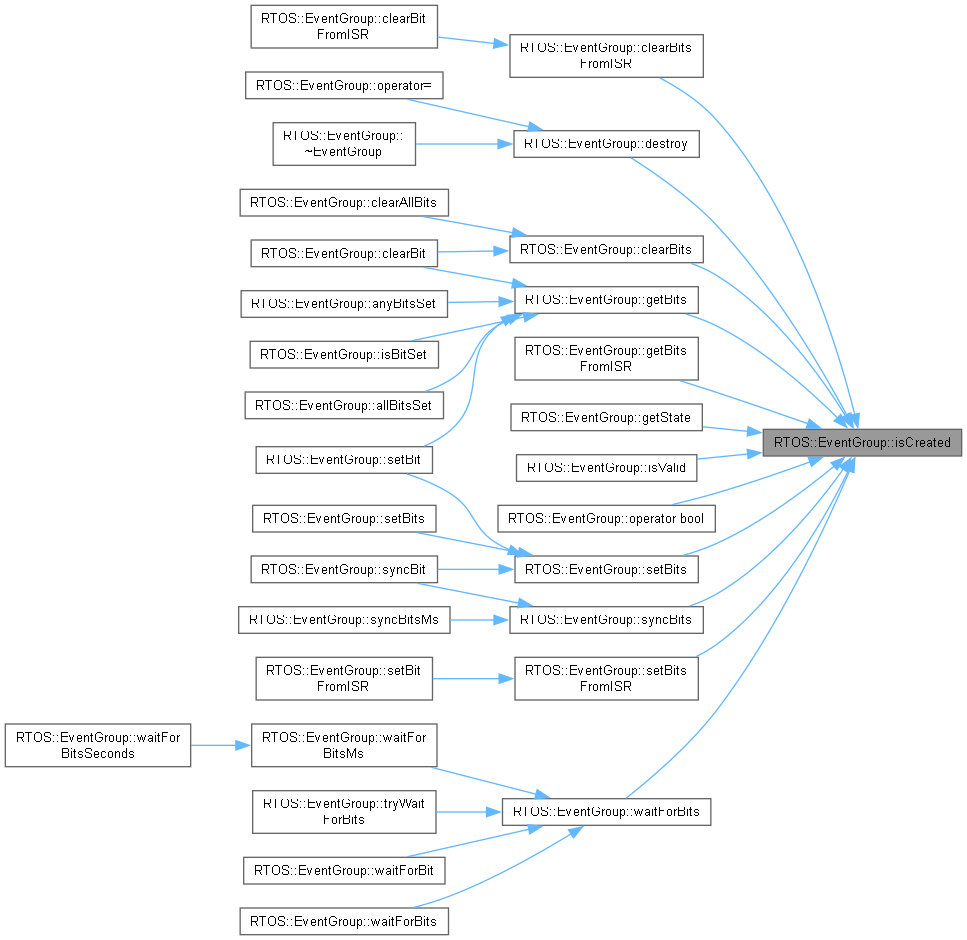 RTOS::EventGroup::clearBit
FromISR
RTOS::EventGroup::clearBits
FromISR
RTOS::EventGroup::operator=
RTOS::EventGroup::
~EventGroup
RTOS::EventGroup::destroy
RTOS::EventGroup::clearAllBits
RTOS::EventGroup::clearBit
RTOS::EventGroup::clearBits
RTOS::EventGroup::anyBitsSet
RTOS::EventGroup::getBits
RTOS::EventGroup::isBitSet
RTOS::EventGroup::getBits
FromISR
RTOS::EventGroup::allBitsSet
RTOS::EventGroup::getState
RTOS::EventGroup::isCreated
RTOS::EventGroup::setBit
RTOS::EventGroup::isValid
RTOS::EventGroup::operator bool
RTOS::EventGroup::setBits
RTOS::EventGroup::syncBit
RTOS::EventGroup::setBits
RTOS::EventGroup::syncBitsMs
RTOS::EventGroup::syncBits
RTOS::EventGroup::setBit
FromISR
RTOS::EventGroup::setBits
FromISR
RTOS::EventGroup::waitFor
BitsSeconds
RTOS::EventGroup::waitFor
BitsMs
RTOS::EventGroup::tryWait
ForBits
RTOS::EventGroup::waitForBits
RTOS::EventGroup::waitForBit
RTOS::EventGroup::waitForBits